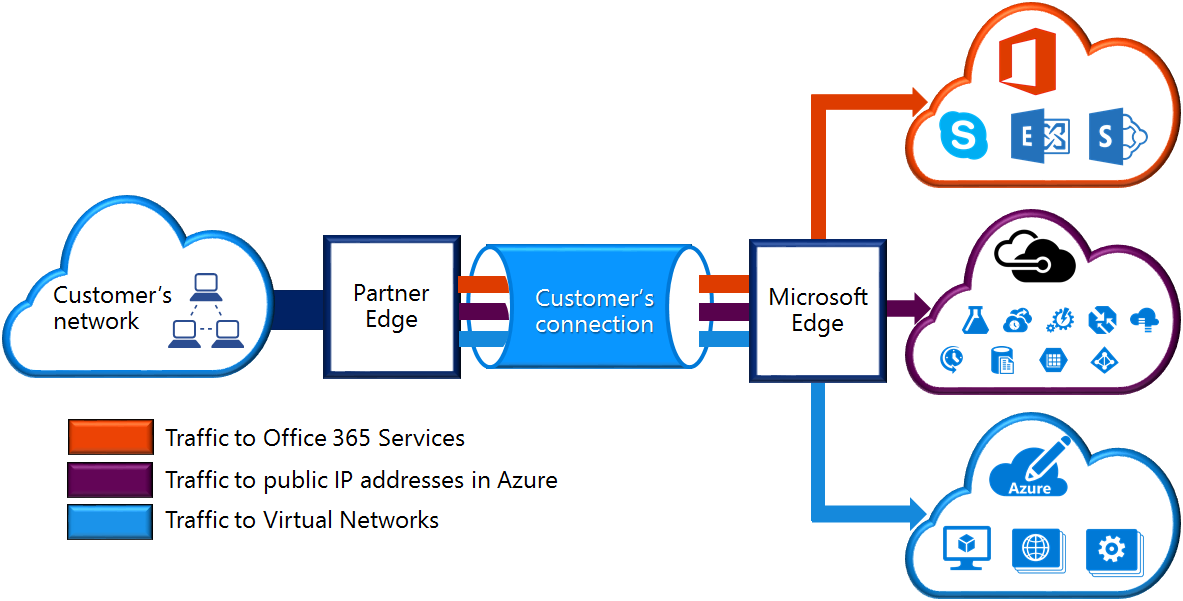 Customer's
network
Partner
Edge
Customer's
connection
Microsoft
Edge
S
E
S
Azure
Traffic to Office 365 Services
Traffic to public IP addresses in Azure
Traffic to Virtual Networks